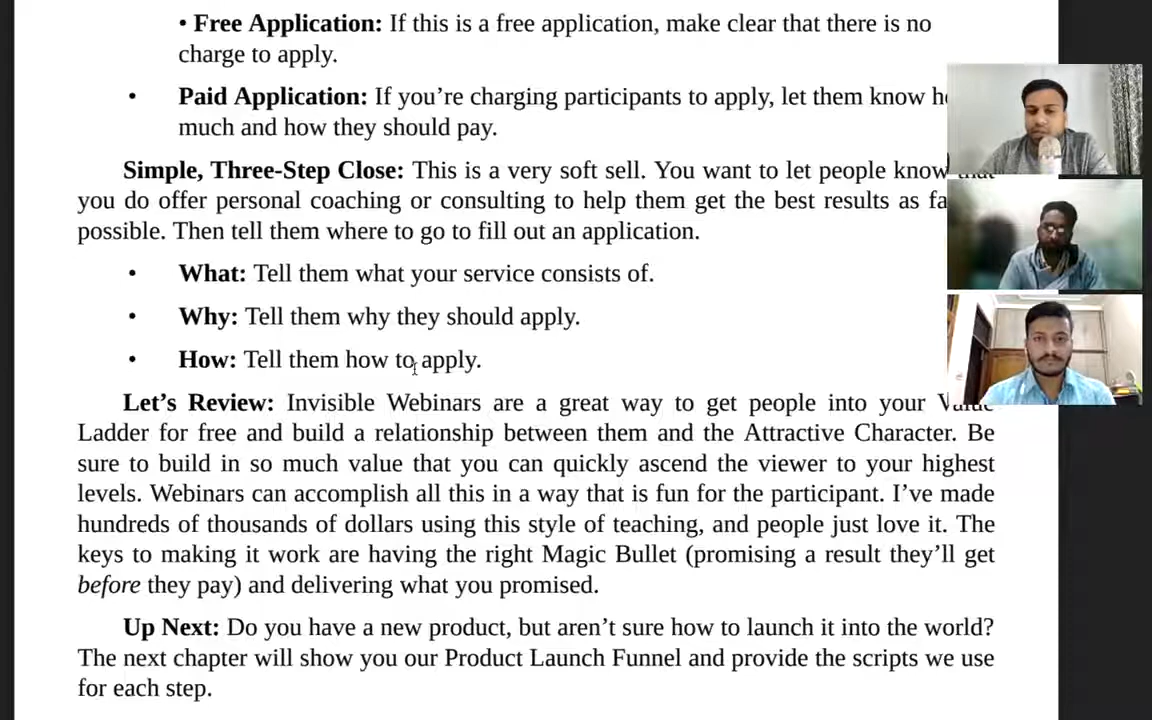 • Free Application: If this is a free application, make clear that there is no
charge to apply.
• Paid Application: If you’re charging participants to apply, let them know
much and how they should pay.
Simple, Three-Step Close: This is a very soft sell. You want to let people know that
you do offer personal coaching or consulting to help them get the best results as
possible. Then tell them where to go to fill out an application.
• What: Tell them what your service consists of.
• Why: Tell them why they should apply.
• How: Tell them how to apply.
Let’s Review: Invisible Webinars are a great way to get people into your Value
Ladder for free and build a relationship between them and the Attractive Character. Be
sure to build in so much value that you can quickly ascend the viewer to your highest
levels. Webinars can accomplish all this in a way that is fun for the participant. I’ve made
hundreds of thousands of dollars using this style of teaching, and people just love it. The
keys to making it work are having the right Magic Bullet (promising a result they’ll get
before they pay) and delivering what you promised.
Up Next: Do you have a new product, but aren’t sure how to launch it into the world?
The next chapter will show you our Product Launch Funnel and provide the scripts we use
for each step.